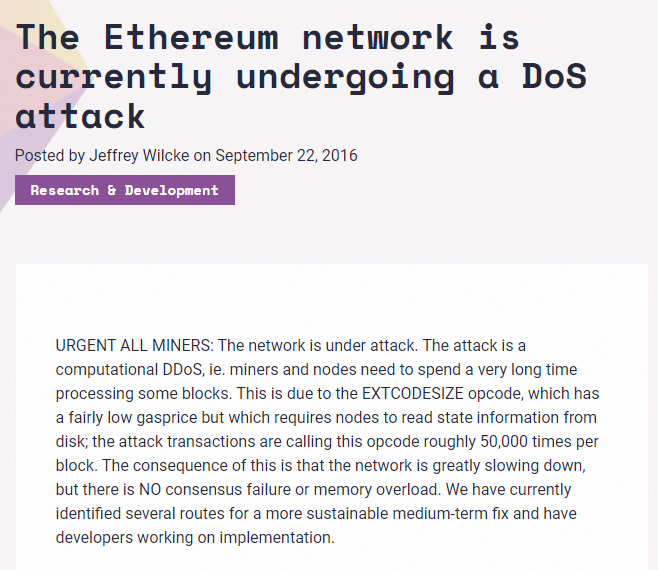 The Ethereum network is
currently undergoing a DoS
attack
Posted by Jeffrey Wilcke on September 22, 2016
Research & Development
URGENT ALL MINERS: The network is under attack. The attack is a
computational DDoS, ie. miners and nodes need to spend a very long time
processing some blocks. This is due to the EXTCODESIZE opcode, which has
a fairly low gasprice but which requires nodes to read state information from
disk; the attack transactions are calling this opcode roughly 50,000 times per
block. The consequence of this is that the network is greatly slowing down,
but there is NO consensus failure or memory overload. We have currently
identified several routes for a more sustainable medium-term fix and have
developers working on implementation.